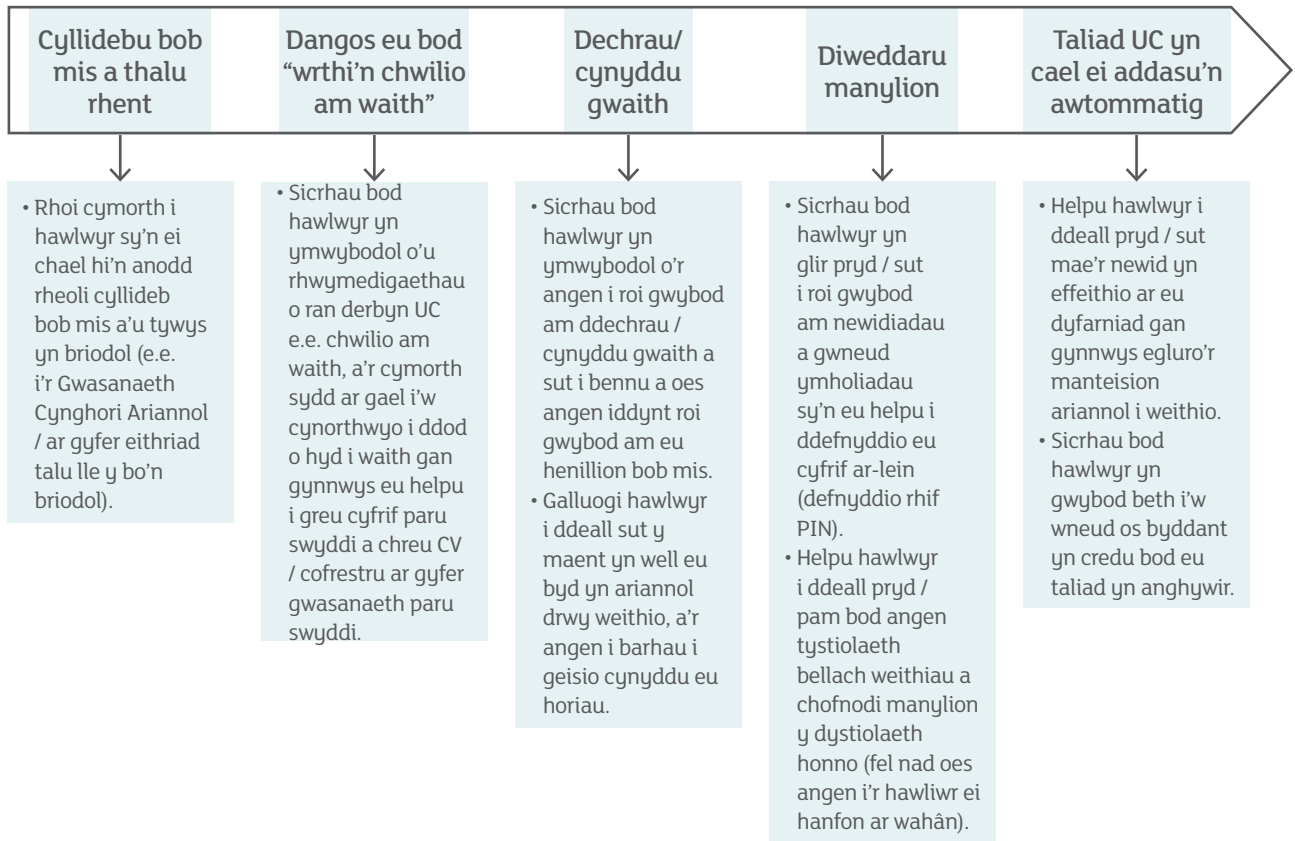 Cyllidebu bob
mis a thalu
rhent
Dangos eu bod
“wrthi’n chwilio
am waith”
Dechrau/
cynyddu
gwaith
Diweddaru
manylion
Taliad UC yn
cael ei addasu’n
awtommatig
• Rhoi cymorth i
hawlwyr sy’n ei
chael hi’n anodd
rheoli cyllideb
bob mis a’u tywys
yn briodol (e.e.
i’r Gwasanaeth
Cynghori Ariannol
/ ar gyfer eithriad
talu lle y bo’n
briodol).
• Sicrhau bod
hawlwyr yn
ymwybodol o’u
rhwymedigaethau
o ran derbyn UC
e.e. chwilio am
waith, a’r cymorth
sydd ar gael i’w
cynorthwyo i ddod
o hyd i waith gan
gynnwys eu helpu
i greu cyfrif paru
swyddi a chreu CV
/ cofrestru ar gyfer
gwasanaeth paru
swyddi.
• Sicrhau bod
hawlwyr yn
ymwybodol o’r
angen i roi gwybod
am ddechrau /
cynyddu gwaith a
sut i bennu a oes
angen iddynt roi
gwybod am eu
henillion bob mis.
• Galluogi hawlwyr
i ddeall sut y
maent yn well eu
byd yn ariannol
drwy weithio, a’r
angen i barhau i
geisio cynyddu eu
horiau.
• Sicrhau bod
hawlwyr yn
glir pryd / sut
i roi gwybod
am newidiadau
a gwneud
ymholiadau
sy’n eu helpu i
ddefnyddio eu
cyfrif ar-lein
(defnyddio rhif
PIN).
• Helpu hawlwyr
i ddeall pryd /
pam bod angen
tystiolaeth
bellach weithiau a
chofnodi manylion
y dystiolaeth
honno (fel nad oes
angen i’r hawliwr ei
hanfon ar wahân).
• Helpu hawlwyr i
ddeall pryd / sut
mae’r newid yn
effeithio ar eu
dyfarniad gan
gynnwys egluro’r
manteision
ariannol i weithio.
• Sicrhau bod
hawlwyr yn
gwybod beth i’w
wneud os byddant
yn credu bod eu
taliad yn anghywir.